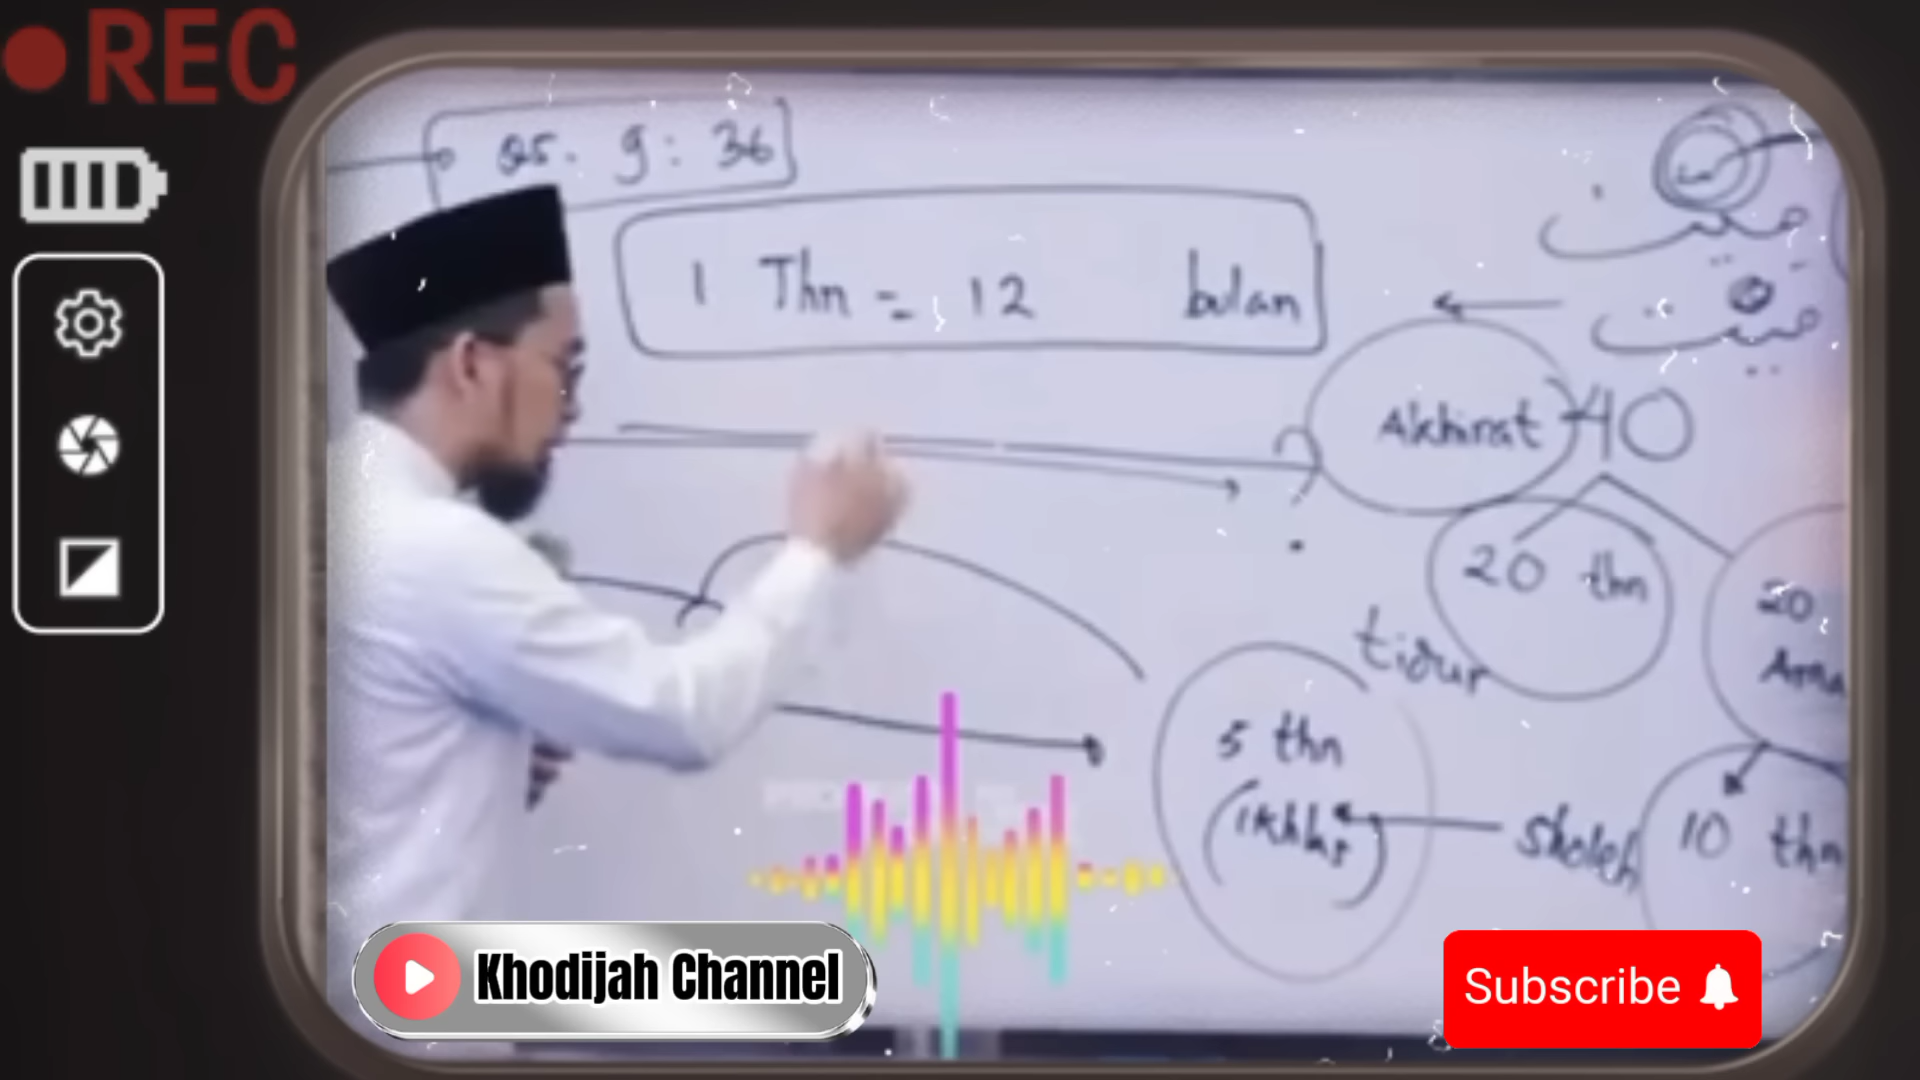 REC
QS. 9: 36
1 Thn = 12 bulan
Akhirat
40
20 thn
20
tidur
5 thn
(Ikhlas)
Sholeh
10 thn
Khodijah Channel
Subscribe